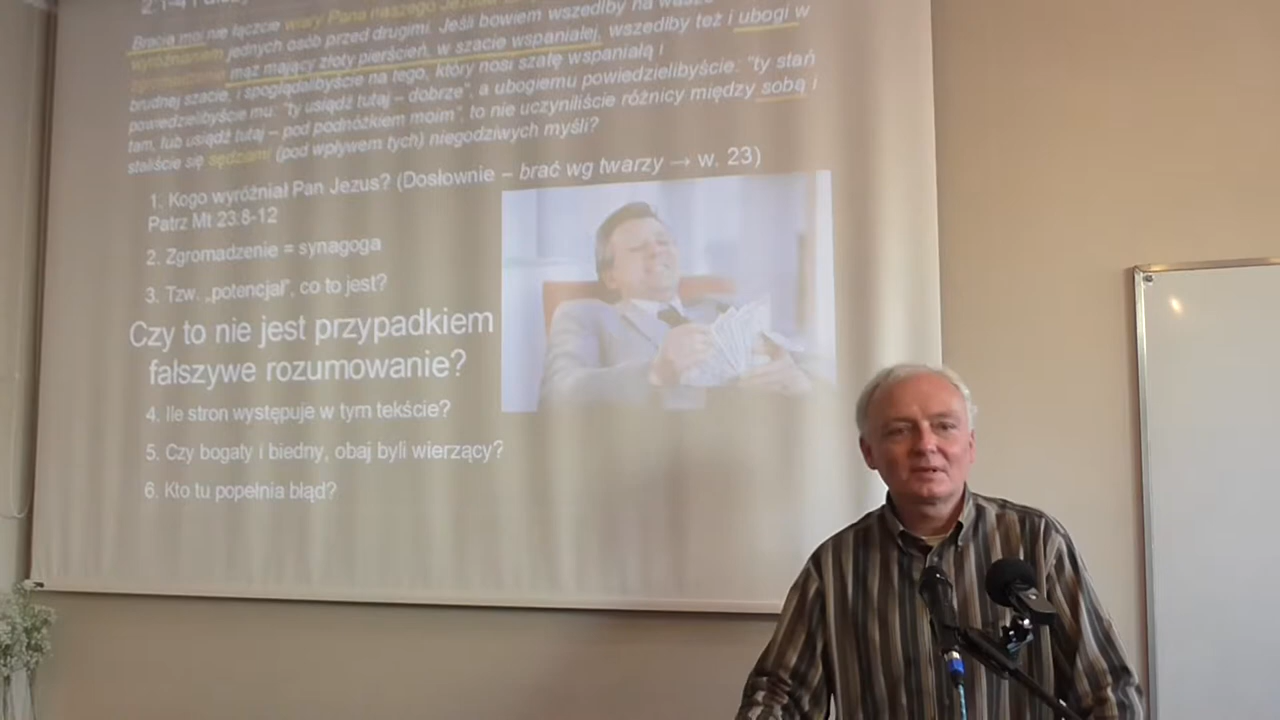 Bracia moi nie łączcie wiary Pana naszego Jezusa
wyróżnianiem jednych osób przed drugimi. Jeśli bowiem wszedłby na wasze
mąż mający złoty pierścień, w szacie wspaniałej, wszedłby też i ubogi w
brudnej szacie, i spoglądalibyście na tego, który nosi szatę wspaniałą i
powiedzielibyście mu: "ty usiądź tutaj – dobrze", a ubogiemu powiedzielibyście: "ty stań
tam, lub usiądź tutaj – pod podnóżkiem moim", to nie uczyniliście różnicy między sobą i
staliście się sędziami (pod wpływem tych) niegodziwych myśli?
1. Kogo wyróżniał Pan Jezus? (Dosłownie – brać wg twarzy → w. 23)
Patrz Mt 23.8-12
2. Zgromadzenie = synagoga
3. Tzw. „potencjał", co to jest?
Czy to nie jest przypadkiem
fałszywe rozumowanie?
4. Ile stron występuje w tym tekście?
5. Czy bogaty i biedny, obaj byli wierzący?
6. Kto tu popełnia błąd?